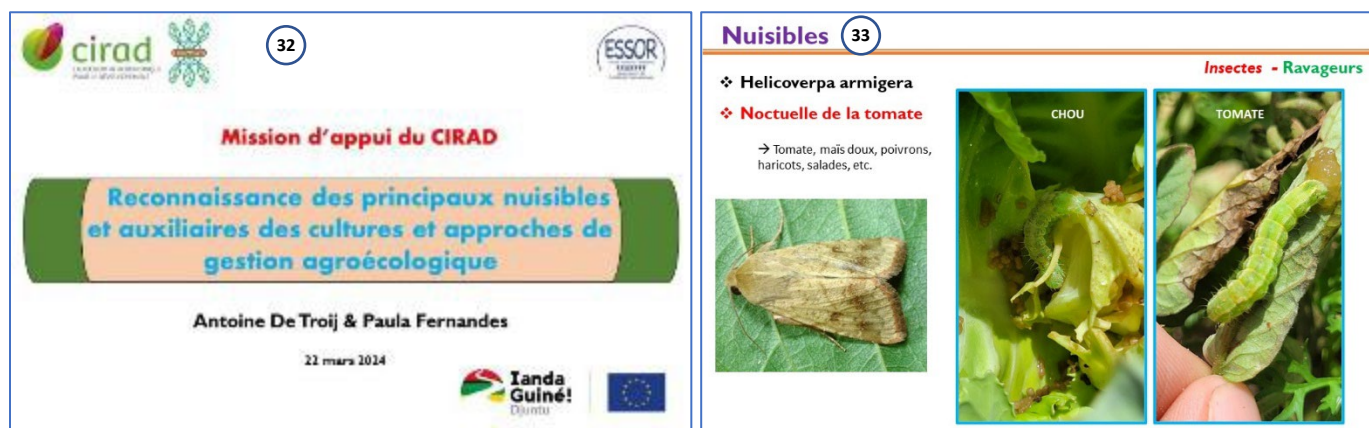 cirad
32
ESSOR
Mission d'appui du CIRAD
Reconnaissance des principaux nuisibles
et auxiliaires des cultures et approches de
gestion agroécologique
Antoine De Troij & Paula Fernandes
22 mars 2024
Ianda
Guiné!
Djuntu
Nuisibles 33
Insectes - Ravageurs
❖ Helicoverpa armigera
❖ Noctuelle de la tomate
→ Tomate, maïs doux, poivrons,
haricots, salades, etc.
CHOU
TOMATE